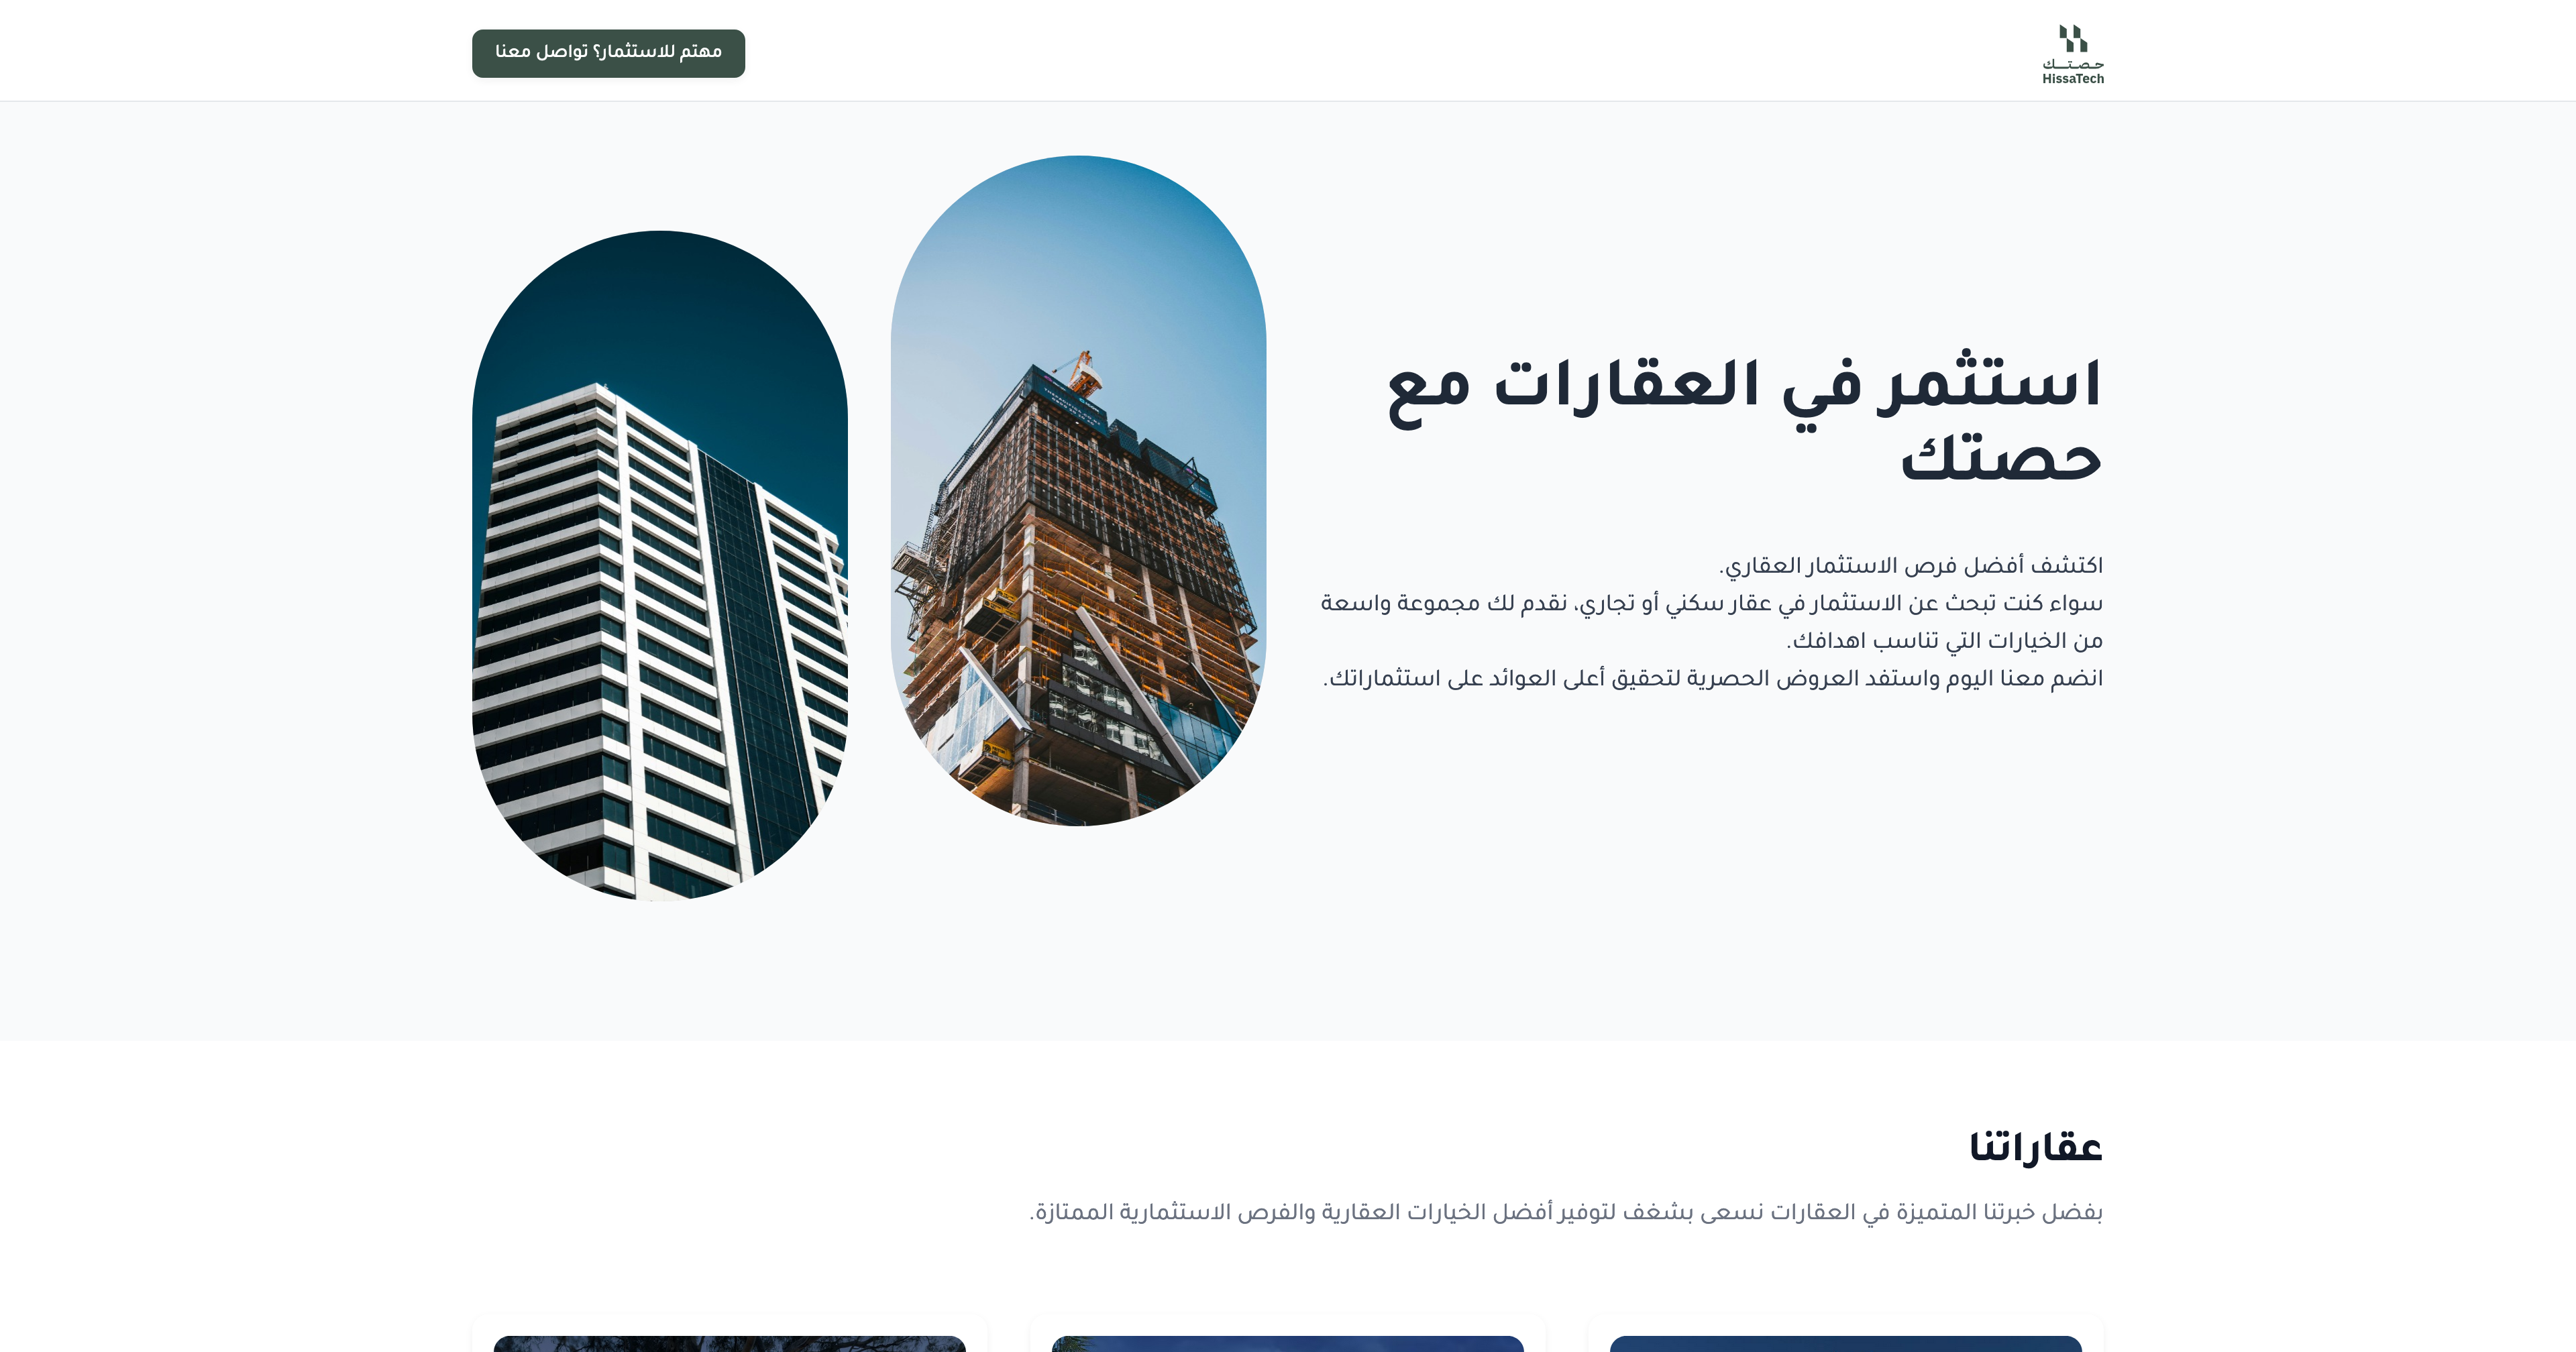 حصتك
HissaTech
مهتم للاستثمار؟ تواصل معنا
استثمر في العقارات مع
حصتك
اكتشف أفضل فرص الاستثمار العقاري.
سواء كنت تبحث عن الاستثمار في عقار سكني أو تجاري، نقدم لك مجموعة واسعة
من الخيارات التي تناسب اهدافك.
انضم معنا اليوم واستفد العروض الحصرية لتحقيق أعلى العوائد على استثماراتك.
عقاراتنا
بفضل خبرتنا المتميزة في العقارات نسعى بشغف لتوفير أفضل الخيارات العقارية والفرص الاستثمارية الممتازة.